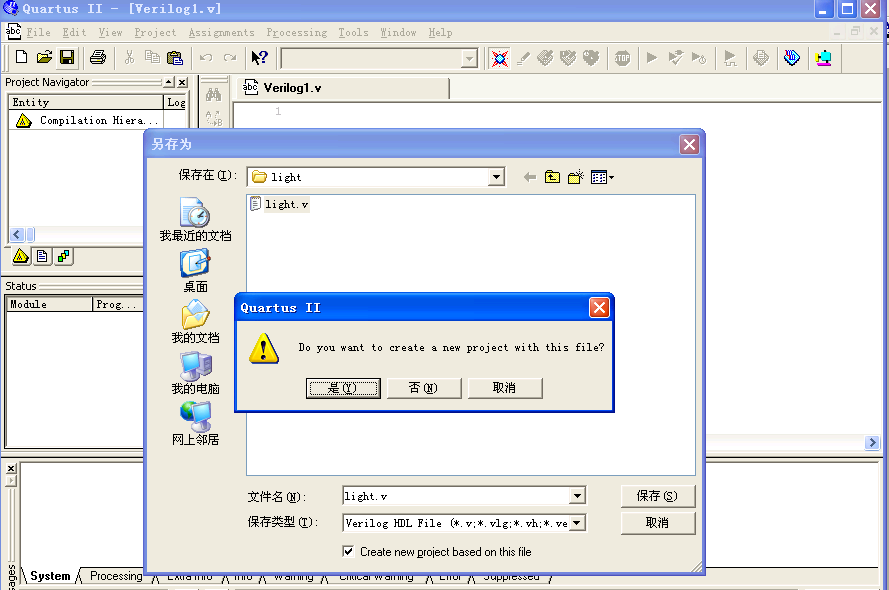 Quartus II - [Verilog1.v]
File Edit View Project Assignments Processing Tools Window Help
Project Navigator
Entity Log
Compilation Hiera...
abc Verilog1.v
1
另存为
保存在(I): light
light.v
我最近的文档
桌面
我的文档
我的电脑
网上邻居
Status
Module Prog...
Quartus II
Do you want to create a new project with this file?
是(Y) 否(N) 取消
文件名(N): light.v 保存(S)
保存类型(T): Verilog HDL File (*.v;*.vlg;*.vh;*.ve 取消
Create new project based on this file
System Processing Extra Info Info Warning Critical Warning Error Suppressed